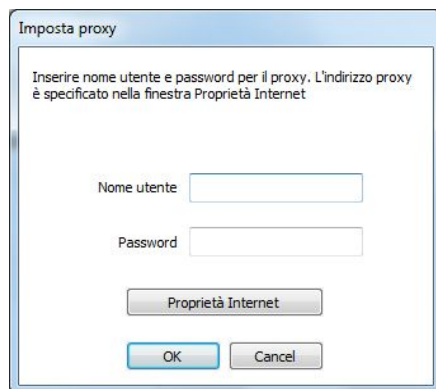 Imposta proxy
Inserire nome utente e password per il proxy. L'indirizzo proxy
è specificato nella finestra Proprietà Internet
Nome utente
Password
Proprietà Internet
OK Cancel